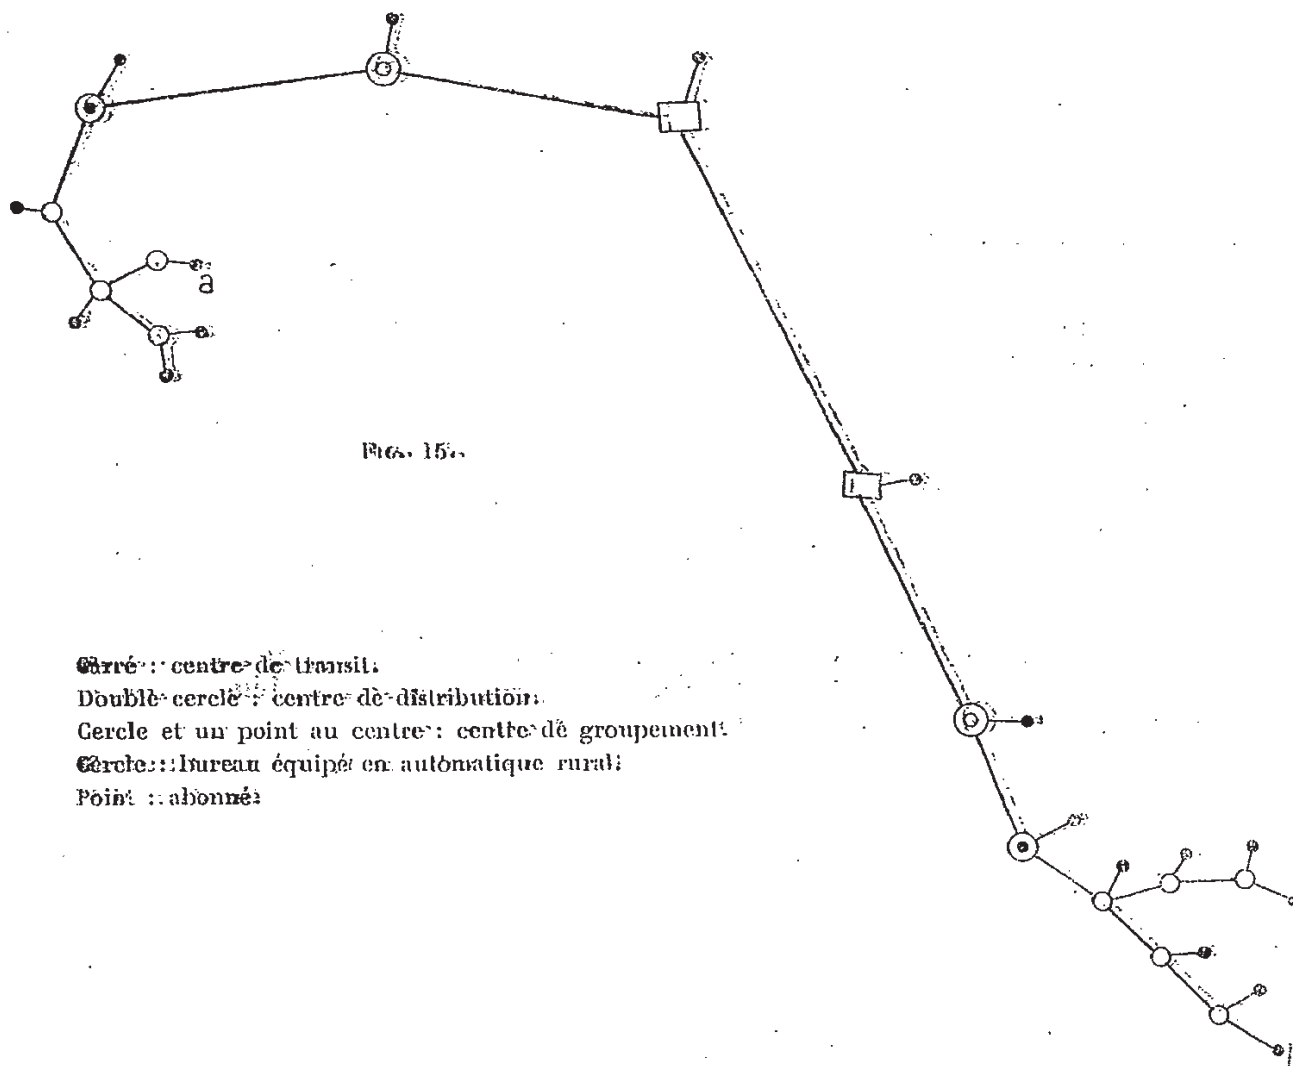 a
Fig. 15.
Carré : centre de transit.
Double cercle : centre de distribution.
Cercle et un point au centre : centre de groupement.
Cercle : bureau équipé en automatique rural.
Point : abonné.